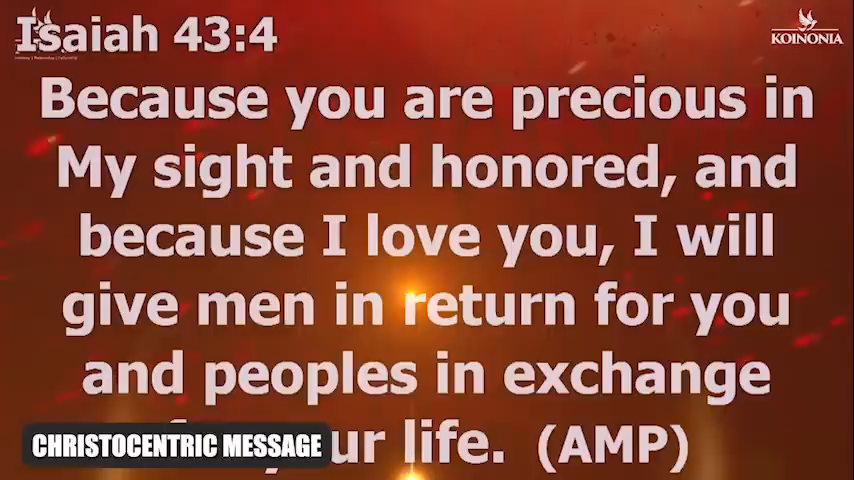 Isaiah 43:4
KOINONIA
Because you are precious in
My sight and honored, and
because I love you, I will
give men in return for you
and peoples in exchange
life. (AMP)
CHRISTOCENTRIC MESSAGE